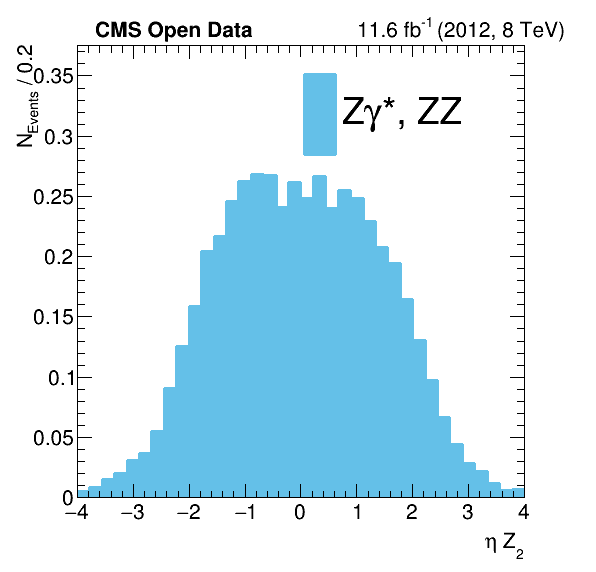 CMS Open Data 11.6 fb⁻¹ (2012, 8 TeV)
N_Events / 0.2
0.35
Zγ*, ZZ
0.3
0.25
0.2
0.15
0.1
0.05
0
−4 −3 −2 −1 0 1 2 3 4
η Z₂